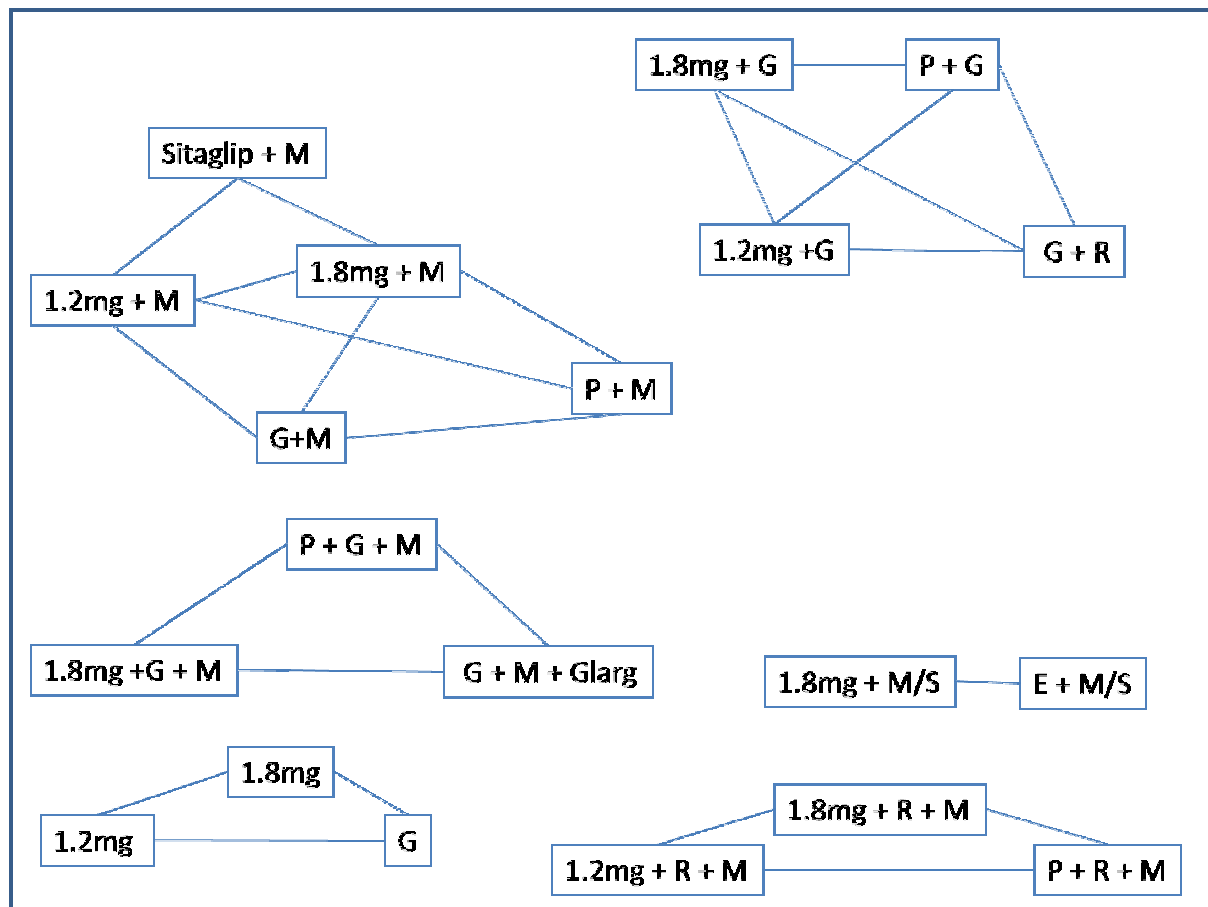 1.8mg + G
P + G
Sitaglip + M
1.2mg +G
G + R
1.8mg + M
1.2mg + M
P + M
G+M
P + G + M
1.8mg +G + M
G + M + Glarg
1.8mg + M/S
E + M/S
1.8mg
1.2mg
G
1.8mg + R + M
1.2mg + R + M
P + R + M